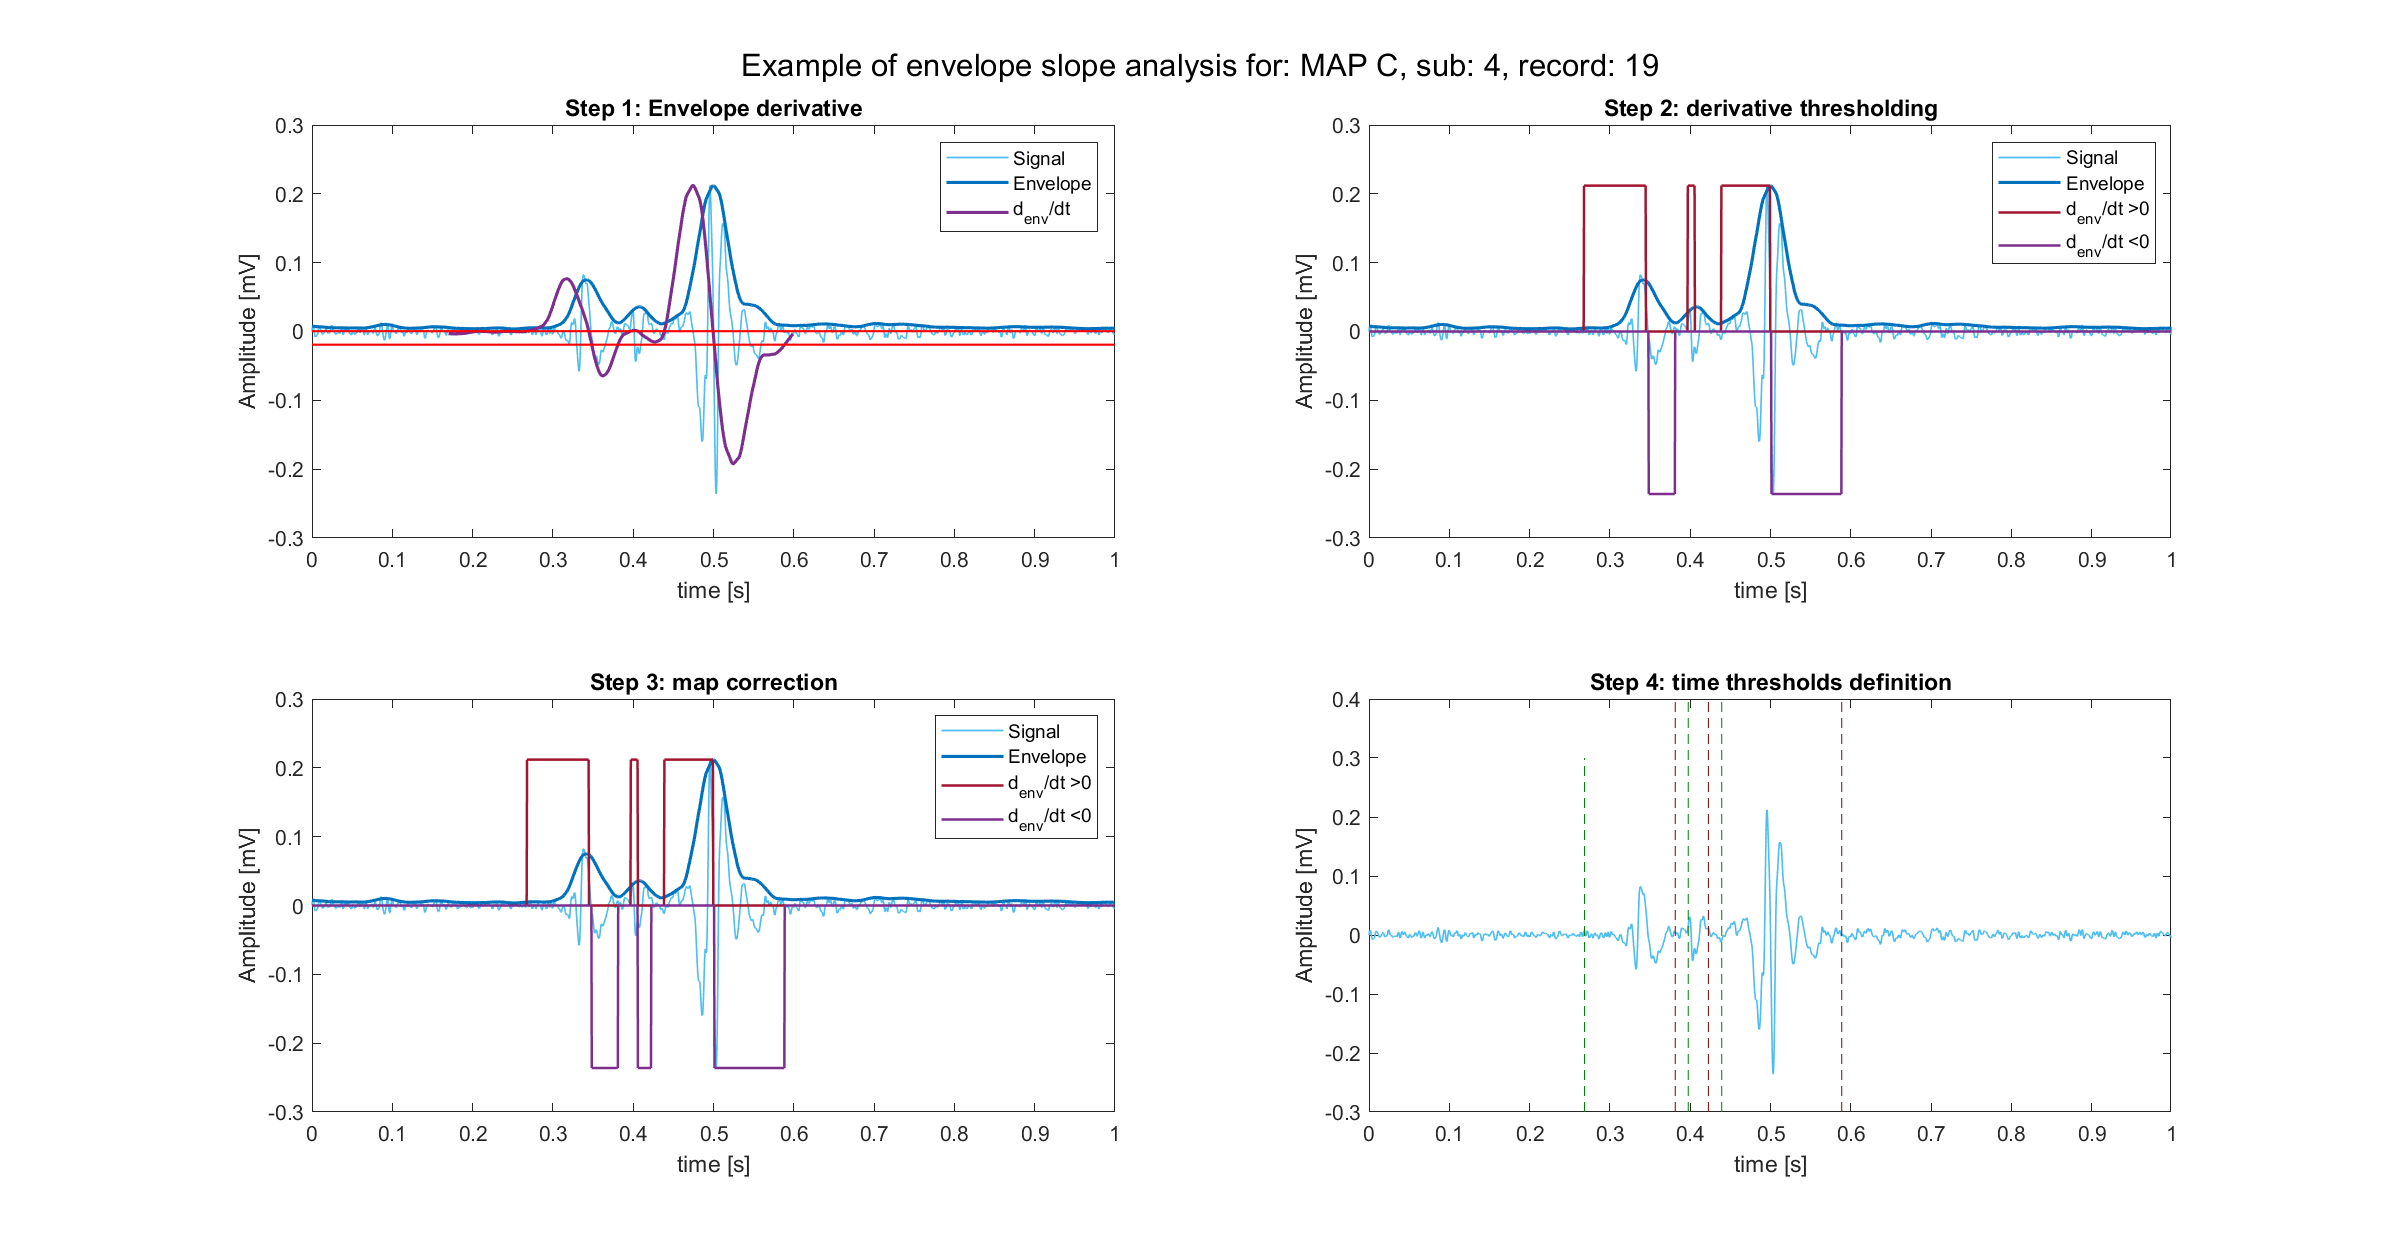 Example of envelope slope analysis for: MAP C, sub: 4, record: 19
Step 1: Envelope derivative
0.3
0.2
0.1
0
-0.1
-0.2
-0.3
Amplitude [mV]
Signal
Envelope
d_env/dt
0 0.1 0.2 0.3 0.4 0.5 0.6 0.7 0.8 0.9 1
time [s]
Step 2: derivative thresholding
0.3
0.2
0.1
0
-0.1
-0.2
-0.3
Amplitude [mV]
Signal
Envelope
d_env/dt >0
d_env/dt <0
0 0.1 0.2 0.3 0.4 0.5 0.6 0.7 0.8 0.9 1
time [s]
Step 3: map correction
0.3
0.2
0.1
0
-0.1
-0.2
-0.3
Amplitude [mV]
Signal
Envelope
d_env/dt >0
d_env/dt <0
0 0.1 0.2 0.3 0.4 0.5 0.6 0.7 0.8 0.9 1
time [s]
Step 4: time thresholds definition
0.4
0.3
0.2
0.1
0
-0.1
-0.2
-0.3
Amplitude [mV]
0 0.1 0.2 0.3 0.4 0.5 0.6 0.7 0.8 0.9 1
time [s]